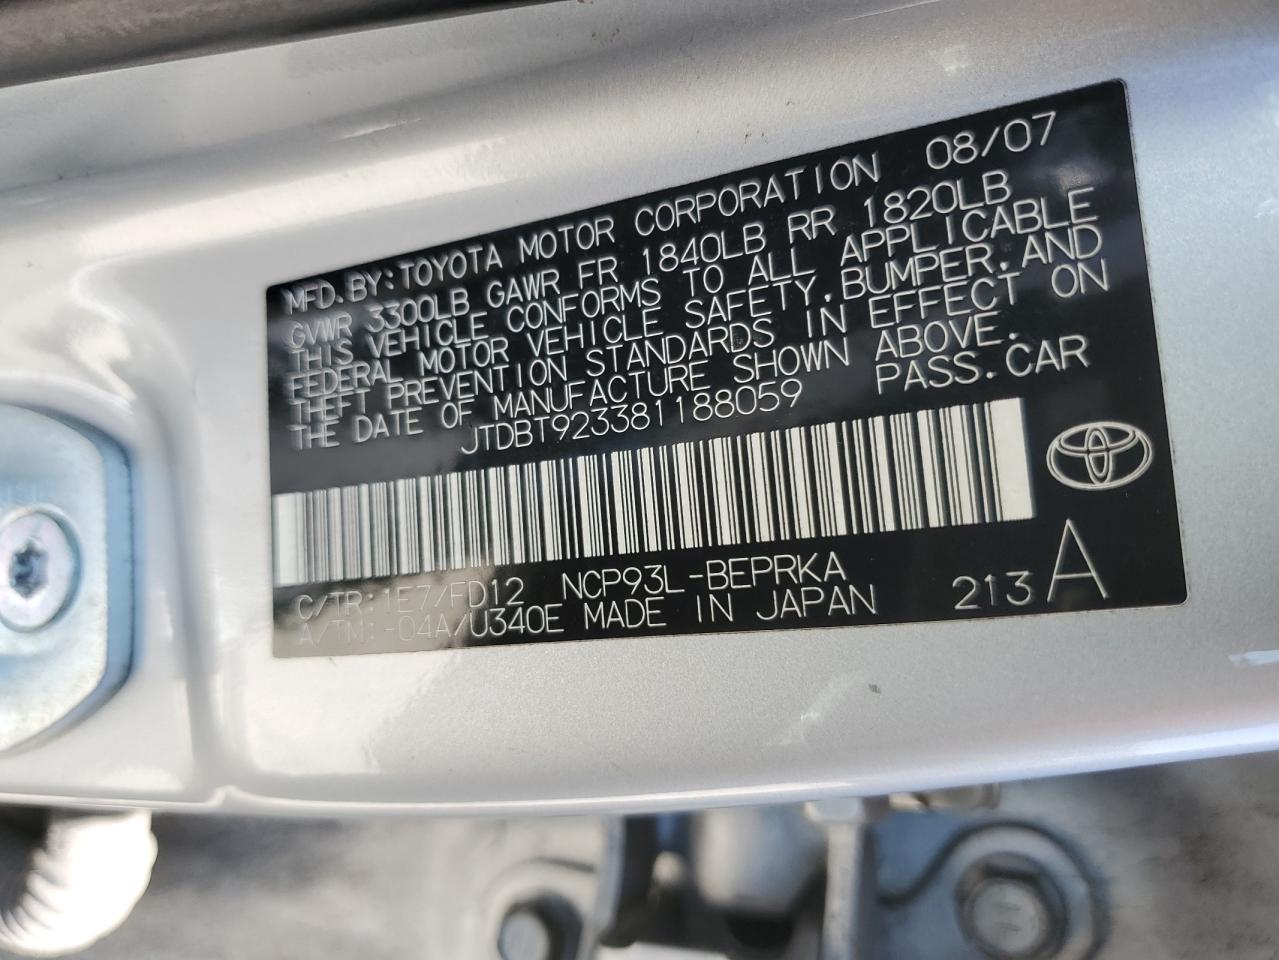 MFD.BY:TOYOTA MOTOR CORPORATION 08/07
GVWR 3300LB GAWR FR 1840LB RR 1820LB
THIS VEHICLE CONFORMS TO ALL APPLICABLE
FEDERAL MOTOR VEHICLE SAFETY,BUMPER,AND
THEFT PREVENTION STANDARDS IN EFFECT ON
THE DATE OF MANUFACTURE SHOWN ABOVE.
JTDBT923381188059 PASS.CAR
C/TR:1E7/FD12 NCP93L-BEPRKA
A/TM:-04A/U340E MADE IN JAPAN 213A